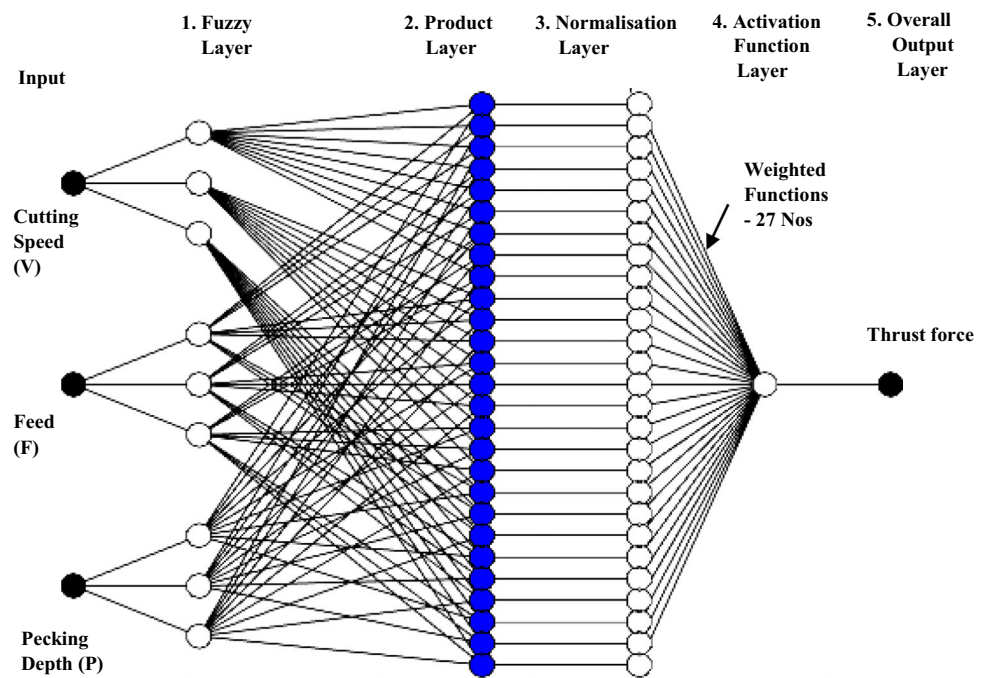 1. Fuzzy
Layer
2. Product
Layer
3. Normalisation
Layer
4. Activation
Function
Layer
5. Overall
Output
Layer
Input
Cutting
Speed
(V)
Weighted
Functions
- 27 Nos
Thrust force
Feed
(F)
Pecking
Depth (P)